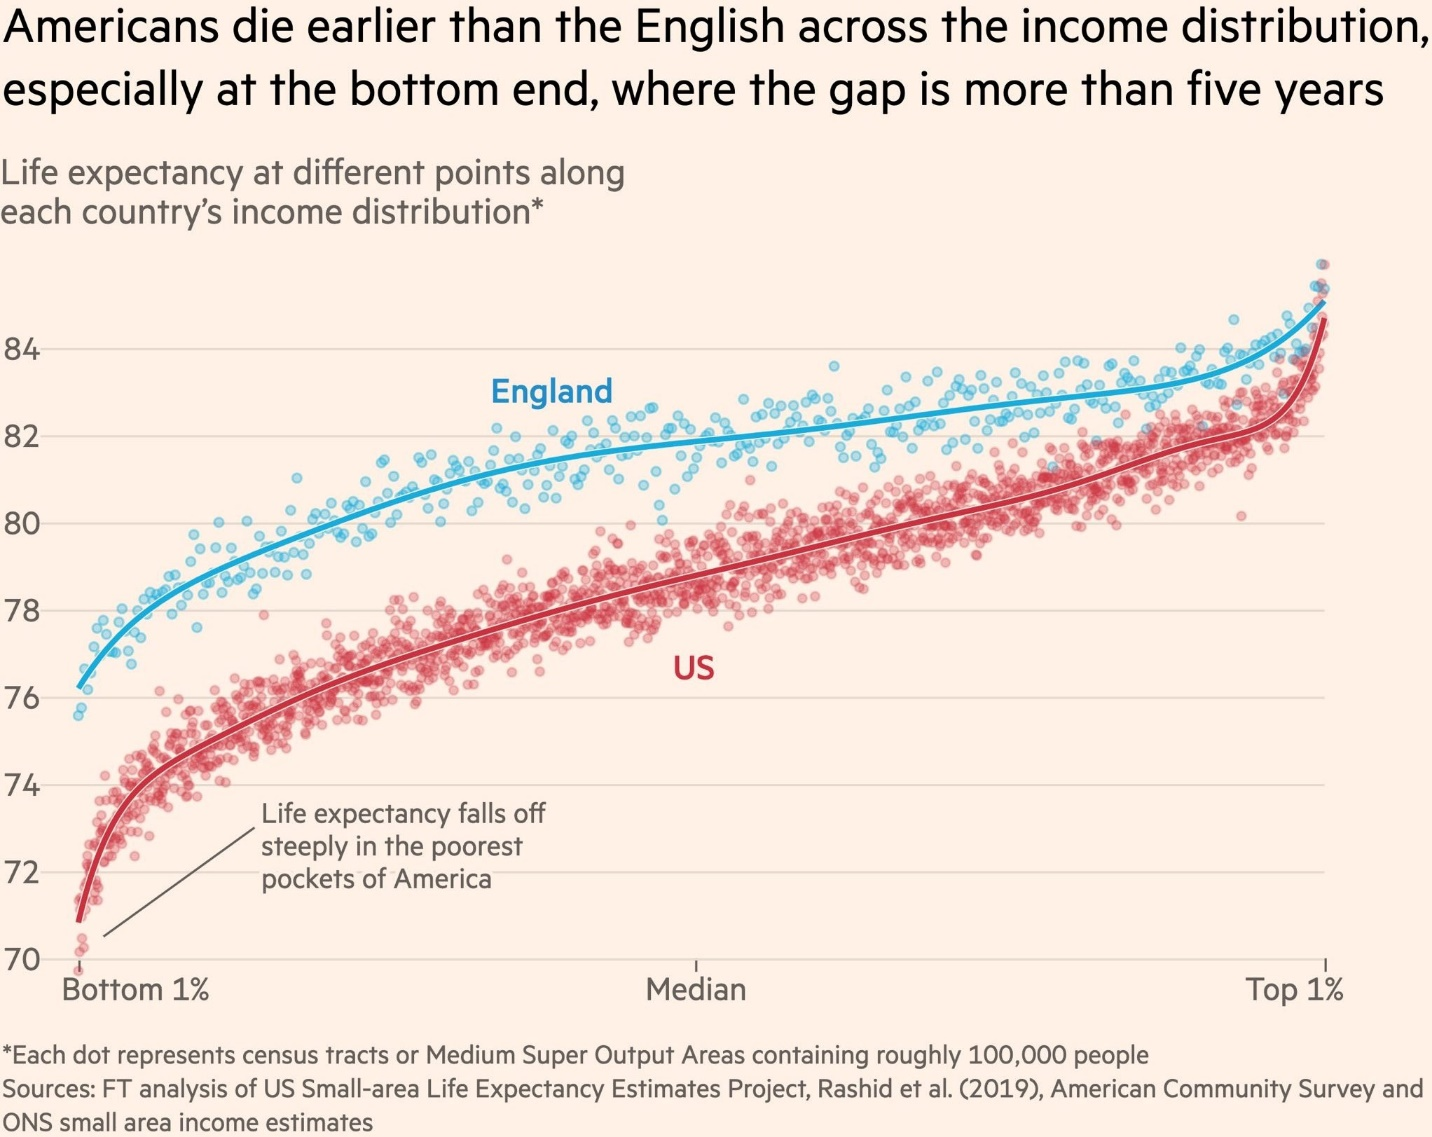 Americans die earlier than the English across the income distribution,
especially at the bottom end, where the gap is more than five years
Life expectancy at different points along
each country's income distribution*
84
England
82
80
78
US
76
74
Life expectancy falls off
steeply in the poorest
pockets of America
72
70
Bottom 1%
Median
Top 1%
*Each dot represents census tracts or Medium Super Output Areas containing roughly 100,000 people
Sources: FT analysis of US Small-area Life Expectancy Estimates Project, Rashid et al. (2019), American Community Survey and
ONS small area income estimates